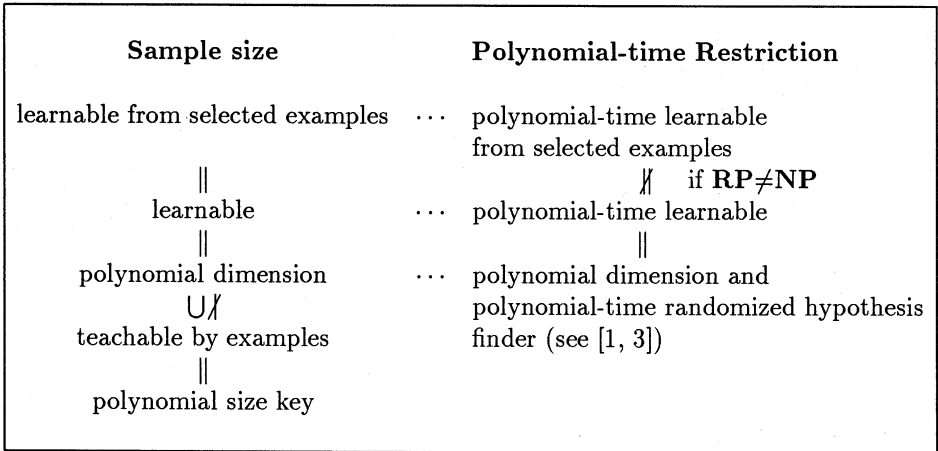 Sample size Polynomial-time Restriction
learnable from selected examples ··· polynomial-time learnable
from selected examples
|| ∦ if RP≠NP
learnable ··· polynomial-time learnable
|| ||
polynomial dimension ··· polynomial dimension and
∪∦ polynomial-time randomized hypothesis
teachable by examples finder (see [1, 3])
||
polynomial size key